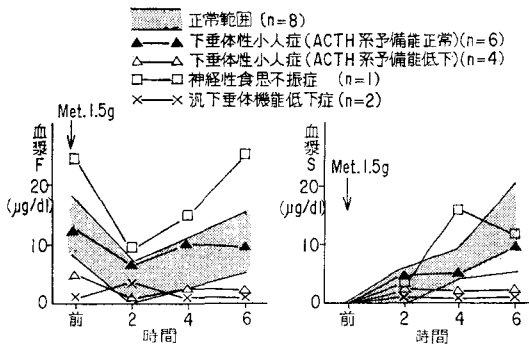 正常範囲 (n=8)
下垂体性小人症(ACTH系予備能正常)(n=6)
下垂体性小人症(ACTH系予備能低下)(n=4)
神経性食思不振症 (n=1)
汎下垂体機能低下症(n=2)
血漿F
(μg/dl)
Met.1.5g
20
10
0
前 2 4 6
時間
血漿S
(μg/dl)
Met.1.5g
20
10
0
前 2 4 6
時間